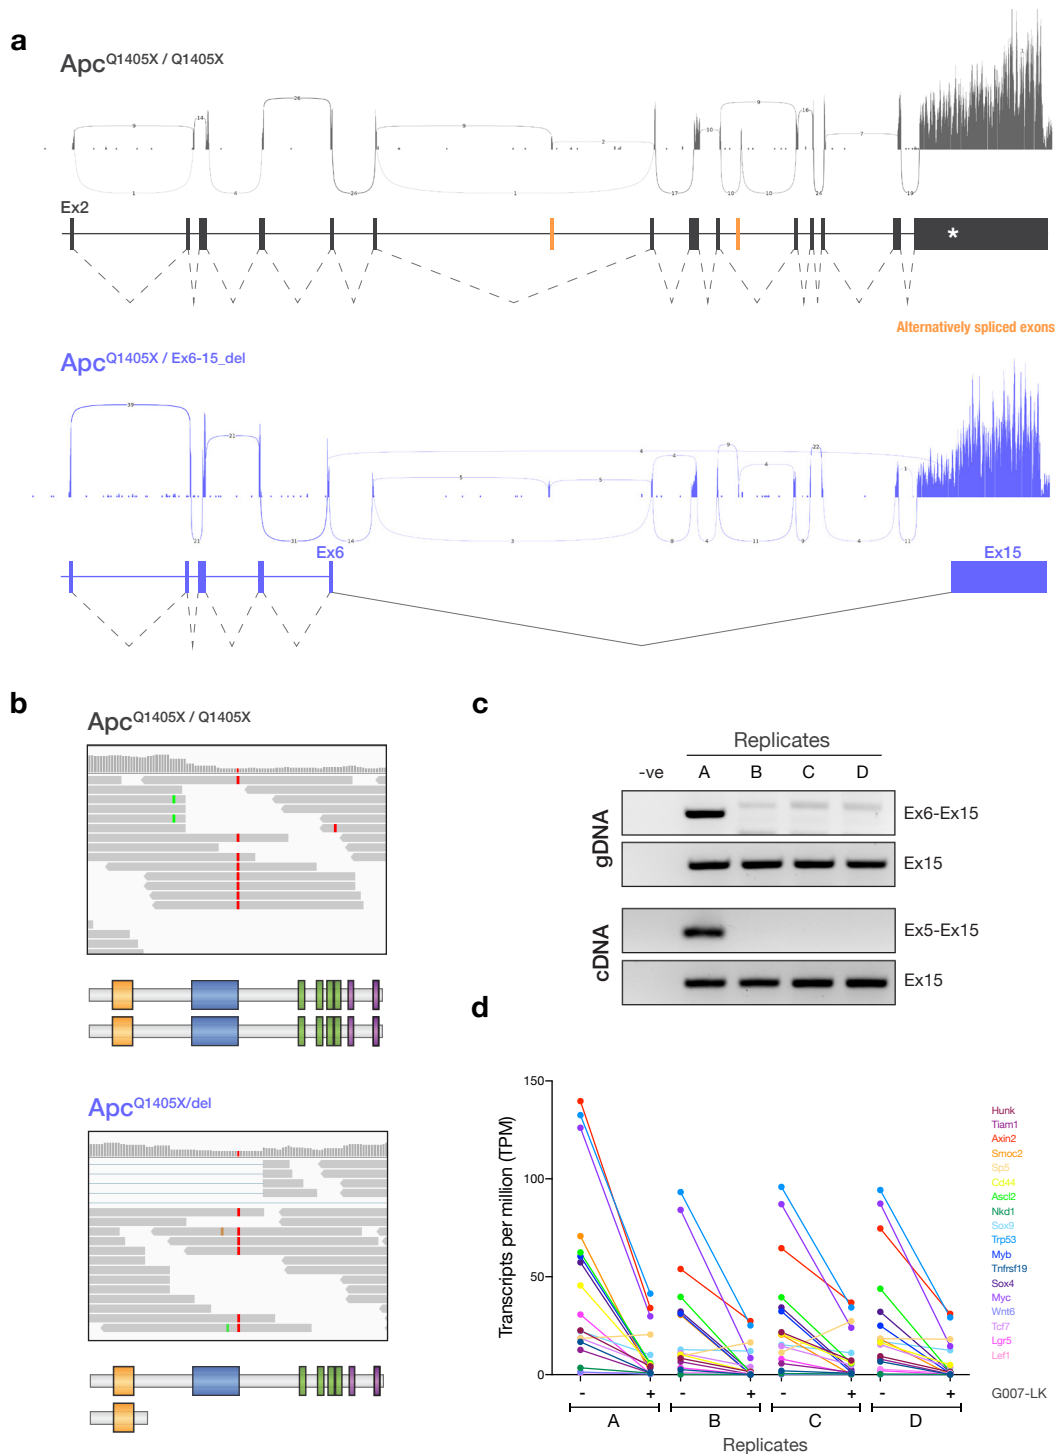 a
Apc Q1405X / Q1405X
9 14 26 9 2 10 9 16 7 1
1 4 24 1 17 10 10 24 19
Ex2
*
Alternatively spliced exons
Apc Q1405X / Ex6-15_del
39 21 4 5 5 4 9 4 22 1
21 31 14 3 8 4 11 9 4 11
Ex6 Ex15
b
Apc Q1405X / Q1405X
Apc Q1405X/del
c
Replicates
-ve A B C D
gDNA
Ex6-Ex15
Ex15
cDNA
Ex5-Ex15
Ex15
d
Transcripts per million (TPM)
150
100
50
0
- + - + - + - + G007-LK
A B C D
Replicates
Hunk
Tiam1
Axin2
Smoc2
Sp5
Cd44
Ascl2
Nkd1
Sox9
Trp53
Myb
Tnfrsf19
Sox4
Myc
Wnt6
Tcf7
Lgr5
Lef1